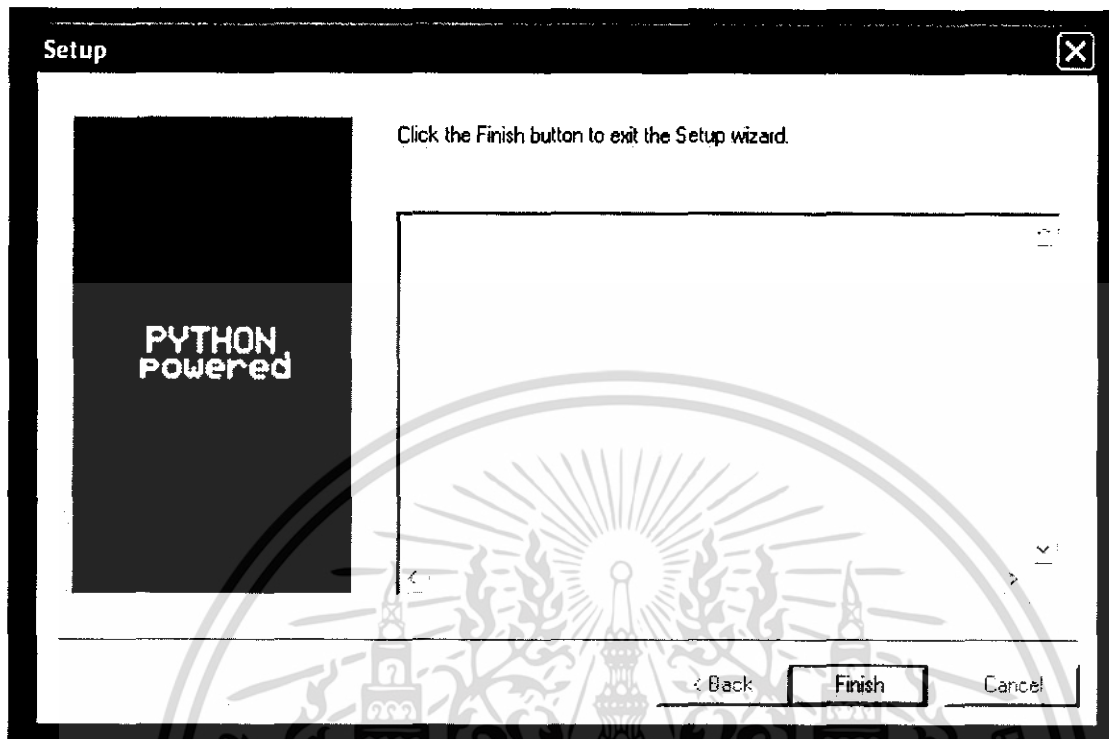 Setup
Click the Finish button to exit the Setup wizard.
PYTHON
powered
< Back
Finish
Cancel